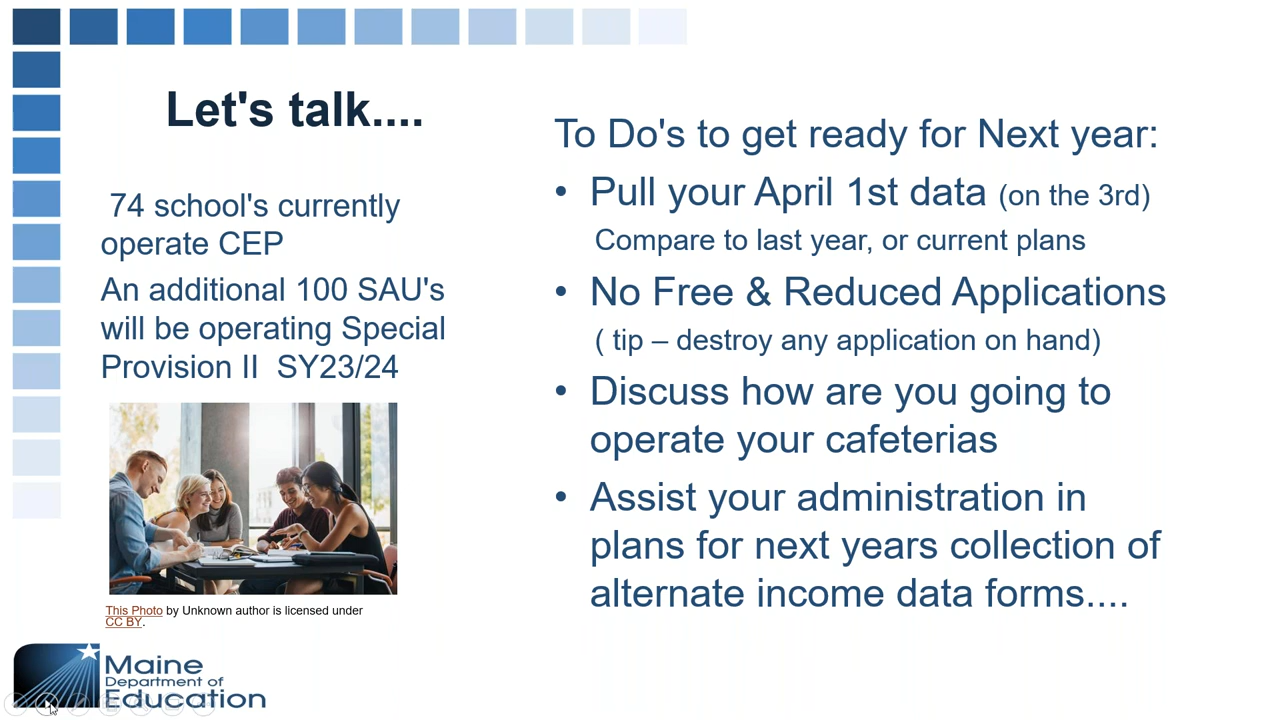 Let's talk....
74 school's currently
operate CEP
An additional 100 SAU's
will be operating Special
Provision II SY23/24
This Photo by Unknown author is licensed under
CC BY.
To Do's to get ready for Next year:
• Pull your April 1st data (on the 3rd)
Compare to last year, or current plans
• No Free & Reduced Applications
( tip – destroy any application on hand)
• Discuss how are you going to
operate your cafeterias
• Assist your administration in
plans for next years collection of
alternate income data forms....
Maine
Department of
Education